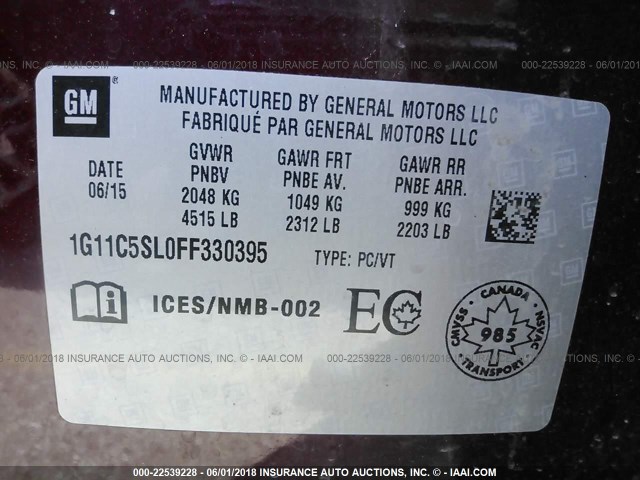 000-22539228 - 06/01/2018 INSURANCE AUTO AUCTIONS, INC. - © - IAAI.COM
GM®
MANUFACTURED BY GENERAL MOTORS LLC
FABRIQUÉ PAR GENERAL MOTORS LLC
DATE
06/15
GVWR
PNBV
2048 KG
4515 LB
GAWR FRT
PNBE AV.
1049 KG
2312 LB
GAWR RR
PNBE ARR.
999 KG
2203 LB
1G11C5SL0FF330395 TYPE: PC/VT
i
ICES/NMB-002
EC
CANADA
CMVSS
985
NSVAC
TRANSPORT
000-22539228 - 06/01/2018 INSURANCE AUTO AUCTIONS, INC. - © - IAAI.COM
000-22539228 - 06/01/2018 INSURANCE AUTO AUCTIONS, INC. - © - IAAI.COM